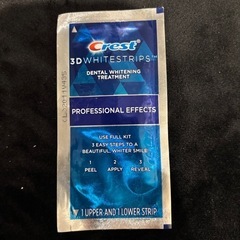 Crest
3D WHITESTRIPS
DENTAL WHITENING
TREATMENT
PROFESSIONAL EFFECTS
USE FULL KIT
3 EASY STEPS TO A
BEAUTIFUL, WHITER SMILE
1 2 3
PEEL APPLY REVEAL
1 UPPER AND 1 LOWER STRIP